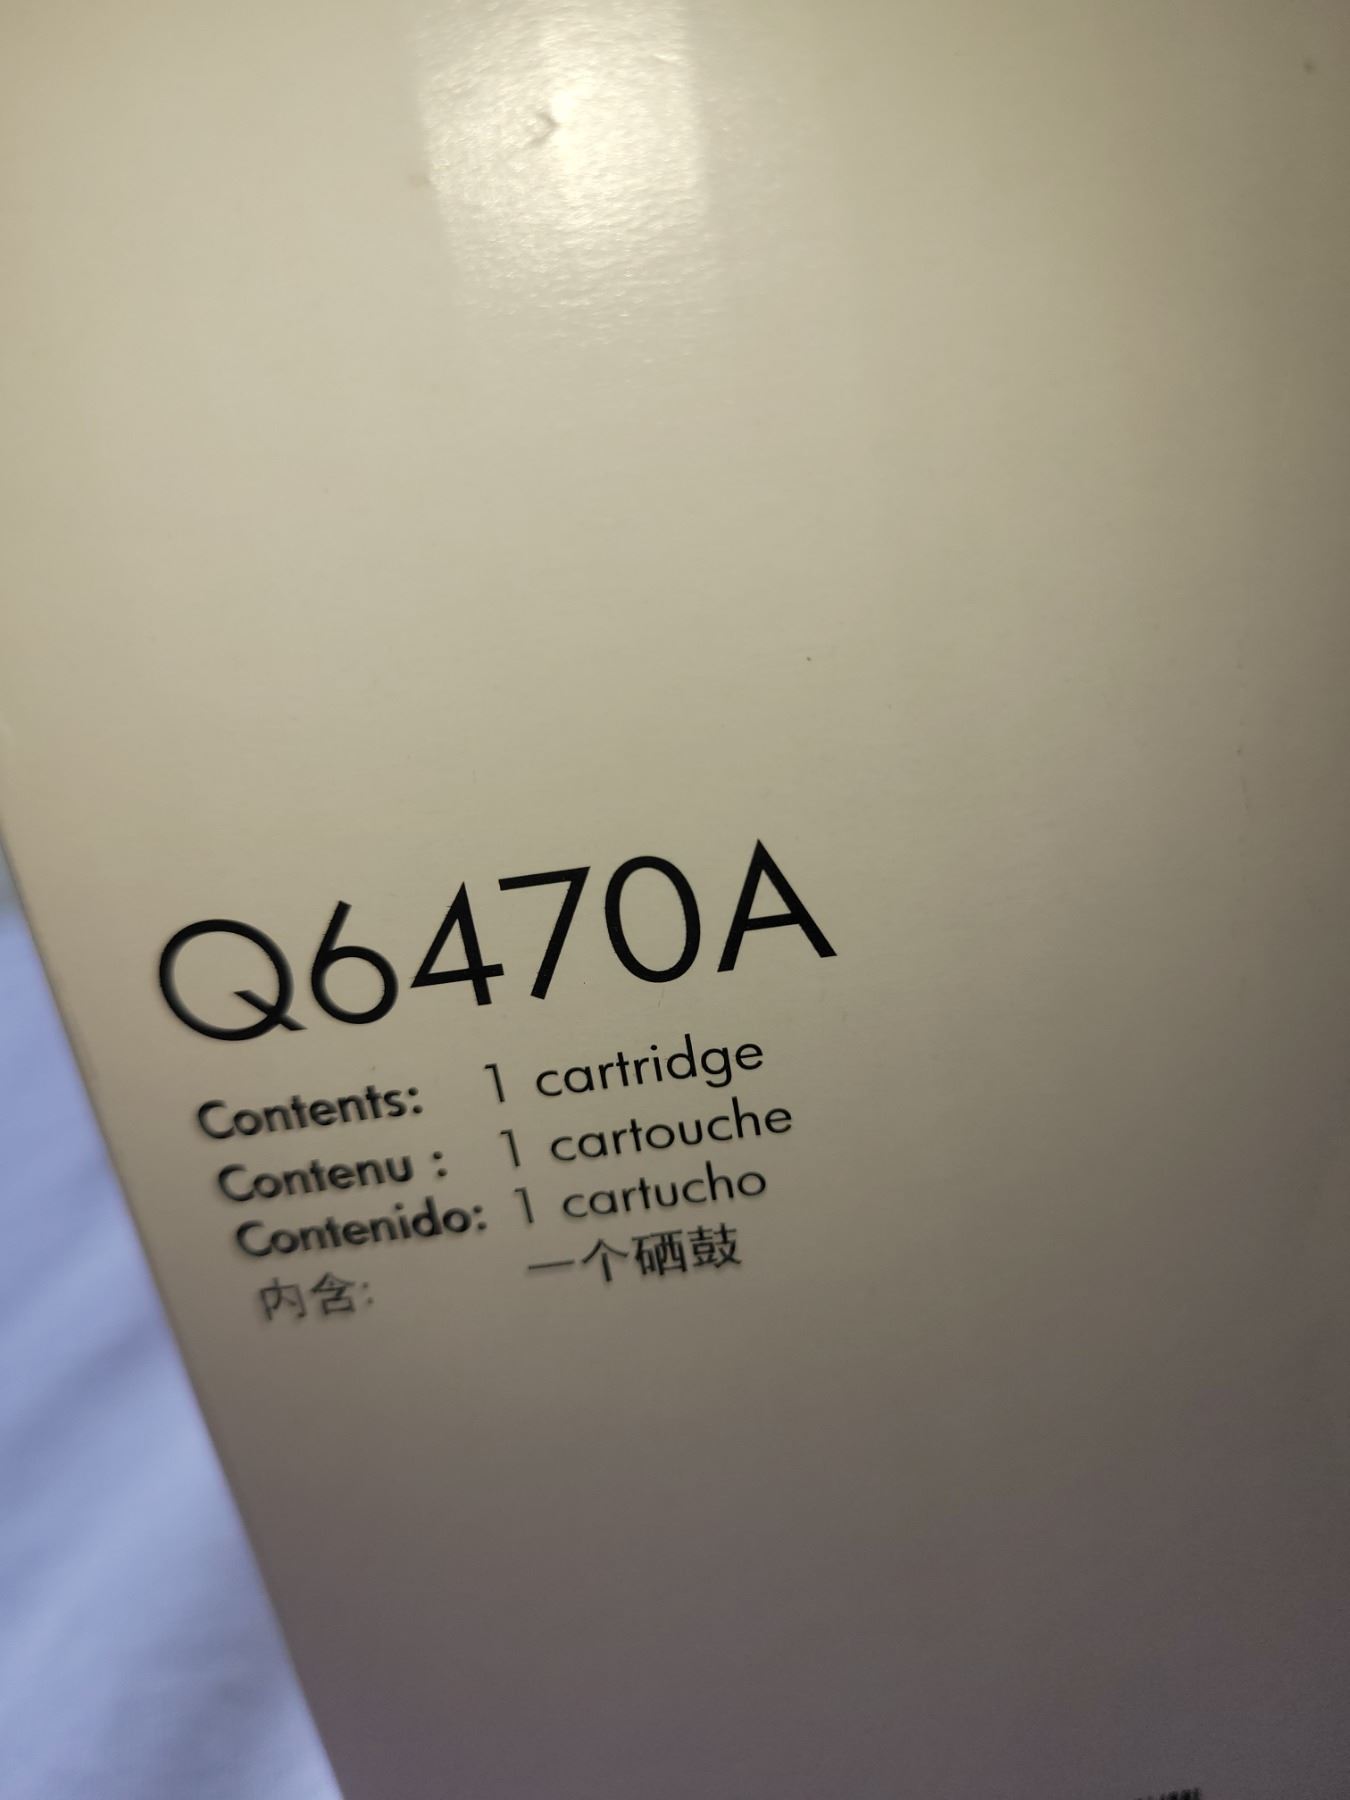 Q6470A
Contents: 1 cartridge
Contenu : 1 cartouche
Contenido: 1 cartucho
内含: 一个硒鼓